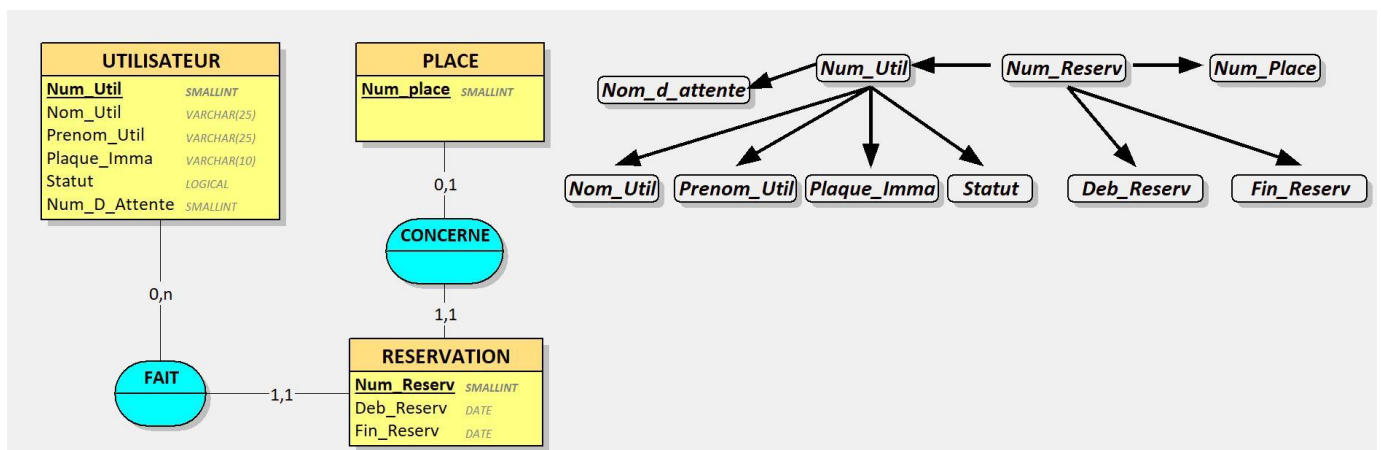 UTILISATEUR
Num_Util SMALLINT
Nom_Util VARCHAR(25)
Prenom_Util VARCHAR(25)
Plaque_Imma VARCHAR(10)
Statut LOGICAL
Num_D_Attente SMALLINT
PLACE
Num_place SMALLINT
0,1
CONCERNE
1,1
0,n
FAIT
1,1
RESERVATION
Num_Reserv SMALLINT
Deb_Reserv DATE
Fin_Reserv DATE
Nom_d_attente
Num_Util
Num_Reserv
Num_Place
Nom_Util
Prenom_Util
Plaque_Imma
Statut
Deb_Reserv
Fin_Reserv